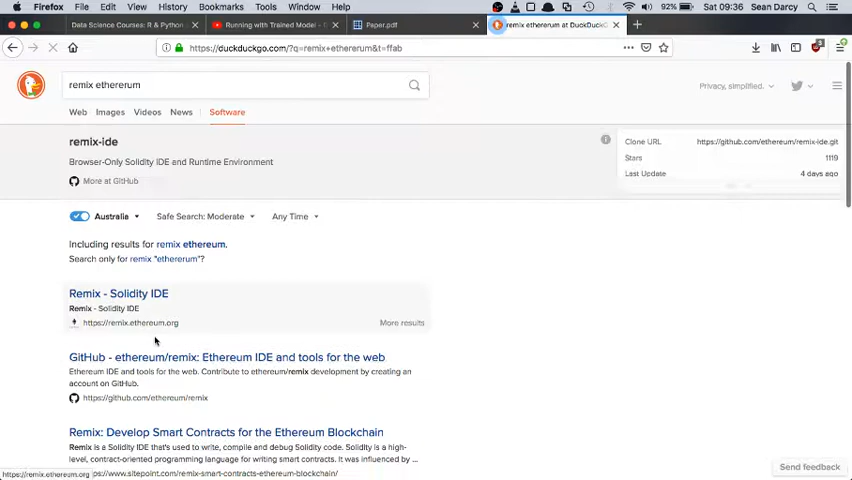 Firefox File Edit View History Bookmarks Tools Window Help 92% Sat 09:36 Sean Darcy
Data Science Courses: R & Python
Running with Trained Model -
Paper.pdf
remix ethererum at DuckDuckG
https://duckduckgo.com/?q=remix+ethererum&t=ffab
remix ethererum
Privacy, simplified.
Web Images Videos News Software
remix-ide
Browser-Only Solidity IDE and Runtime Environment
More at GitHub
Clone URL https://github.com/ethereum/remix-ide.git
Stars 1119
Last Update 4 days ago
Australia Safe Search: Moderate Any Time
Including results for remix ethereum.
Search only for remix "ethererum"?
Remix - Solidity IDE
Remix - Solidity IDE
https://remix.ethereum.org More results
GitHub - ethereum/remix: Ethereum IDE and tools for the web
Ethereum IDE and tools for the web. Contribute to ethereum/remix development by creating an
account on GitHub.
https://github.com/ethereum/remix
Remix: Develop Smart Contracts for the Ethereum Blockchain
Remix is a Solidity IDE that's used to write, compile and debug Solidity code. Solidity is a high-
level, contract-oriented programming language for writing smart contracts. It was influenced by ...
https://remix.ethereum.org
ps://www.sitepoint.com/remix-smart-contracts-ethereum-blockchain/
Send feedback